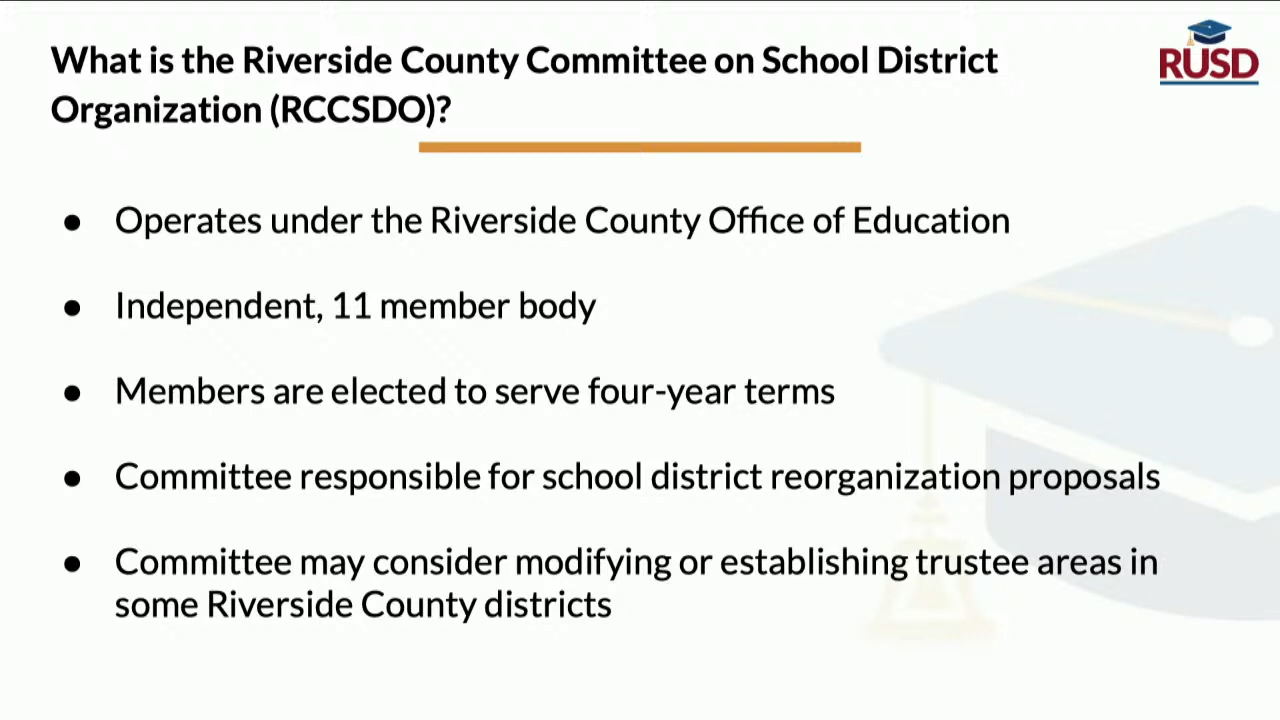 What is the Riverside County Committee on School District
Organization (RCCSDO)?
RUSD
● Operates under the Riverside County Office of Education
● Independent, 11 member body
● Members are elected to serve four-year terms
● Committee responsible for school district reorganization proposals
● Committee may consider modifying or establishing trustee areas in
some Riverside County districts